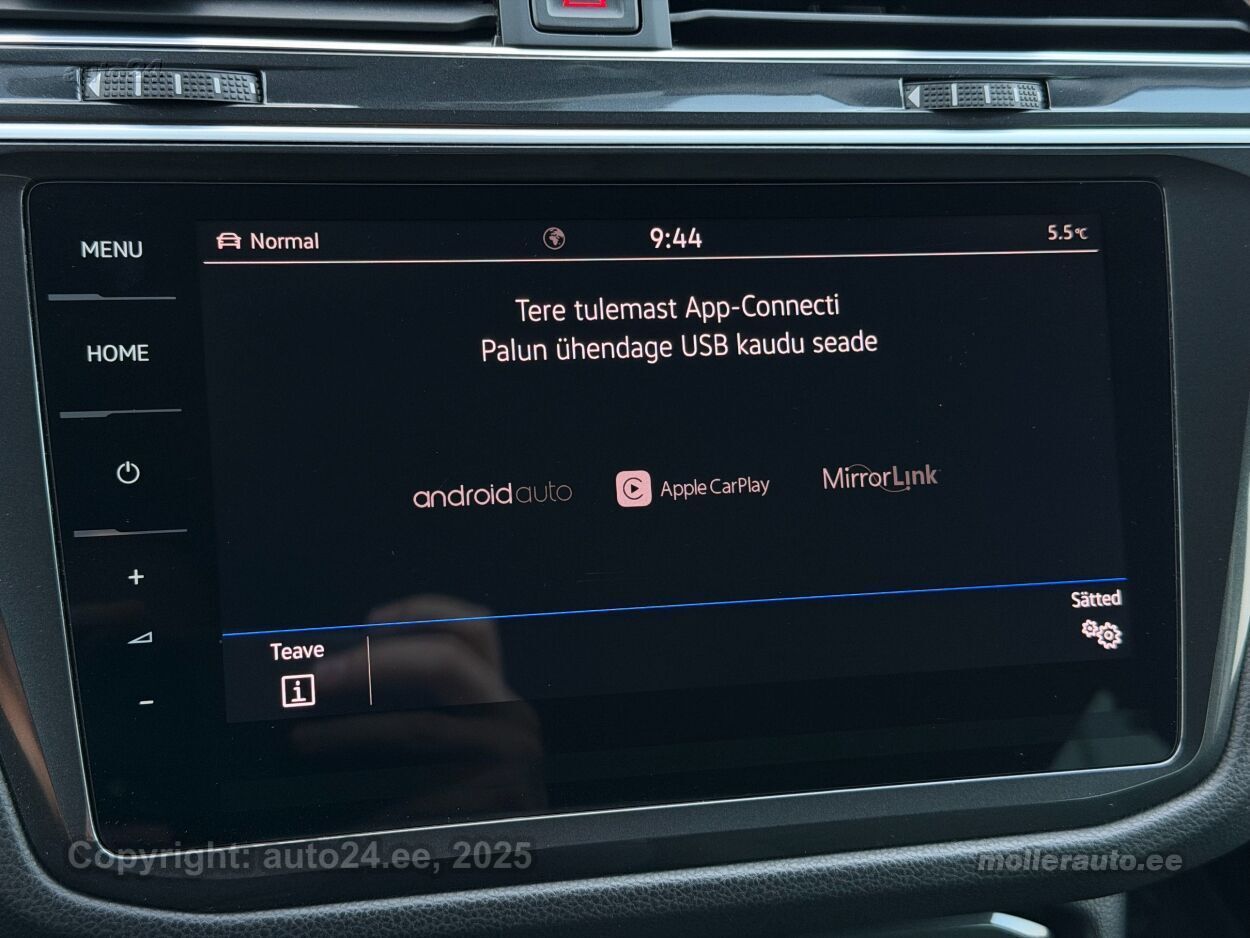 auto24
MENU
HOME
Normal
9:44
5.5°C
Tere tulemast App-Connecti
Palun ühendage USB kaudu seade
androidauto
Apple CarPlay
MirrorLink
Sätted
Teave
i
+
-
Copyright: auto24.ee, 2025
mollerauto.ee